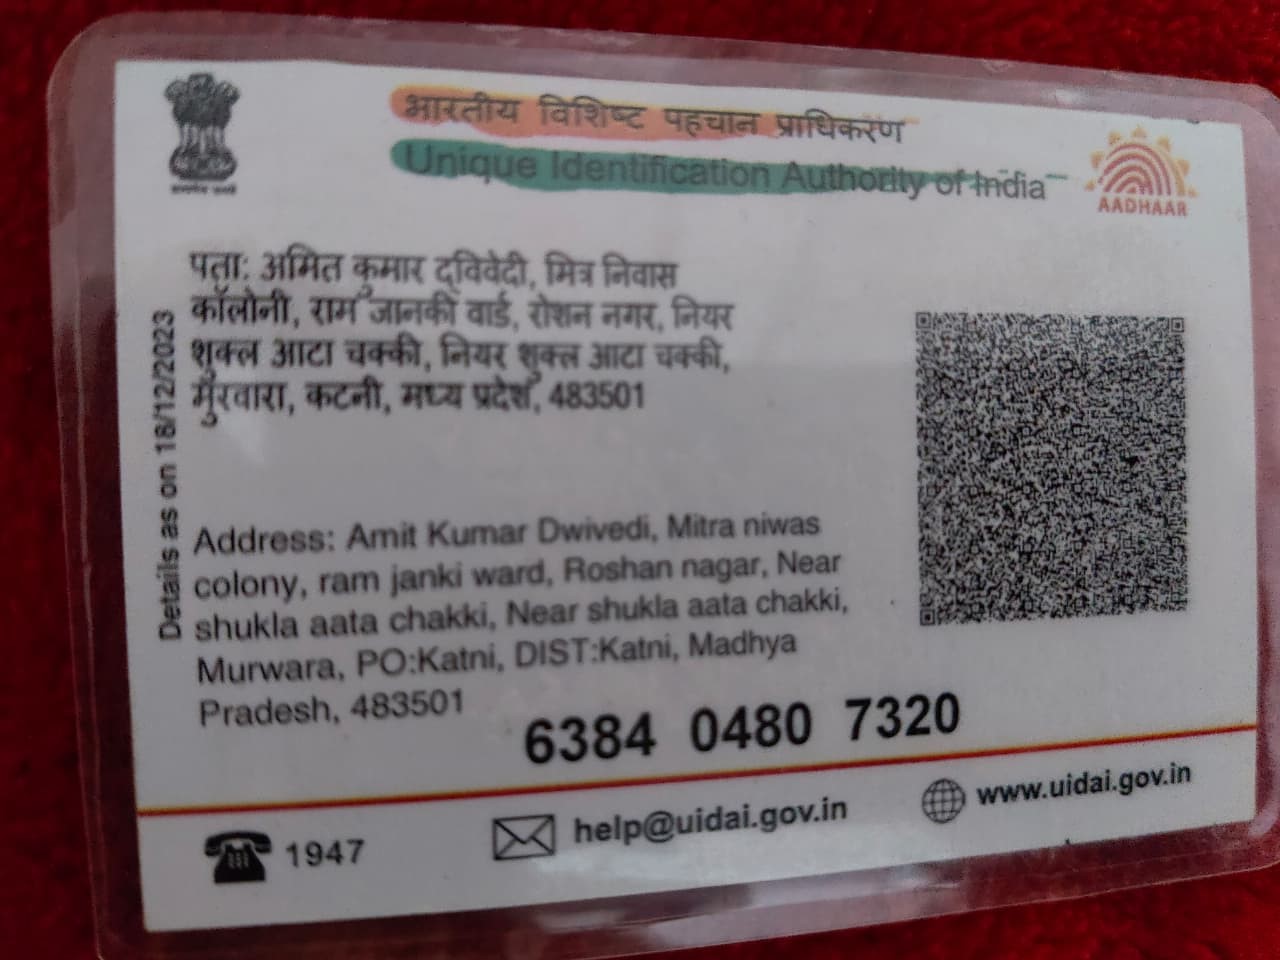 भारतीय विशिष्ट पहचान प्राधिकरण
Unique Identification Authority of India
AADHAAR
Details as on 18/12/2023
पता: अमित कुमार द्विवेदी, मित्र निवास
कॉलोनी, राम जानकी वार्ड, रोशन नगर, नियर
शुक्ल आटा चक्की, नियर शुक्ल आटा चक्की,
मुरवारा, कटनी, मध्य प्रदेश, 483501
Address: Amit Kumar Dwivedi, Mitra niwas
colony, ram janki ward, Roshan nagar, Near
shukla aata chakki, Near shukla aata chakki,
Murwara, PO:Katni, DIST:Katni, Madhya
Pradesh, 483501
6384 0480 7320
1947
help@uidai.gov.in
www.uidai.gov.in